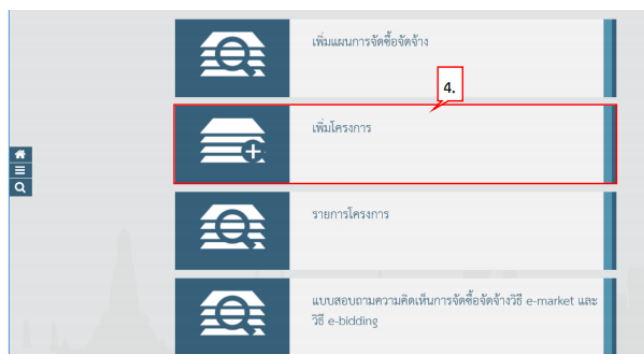 เพิ่มแผนการจัดซื้อจัดจ้าง
4.
เพิ่มโครงการ
รายการโครงการ
แบบสอบถามความคิดเห็นการจัดซื้อจัดจ้างวิธี e-market และ
วิธี e-bidding